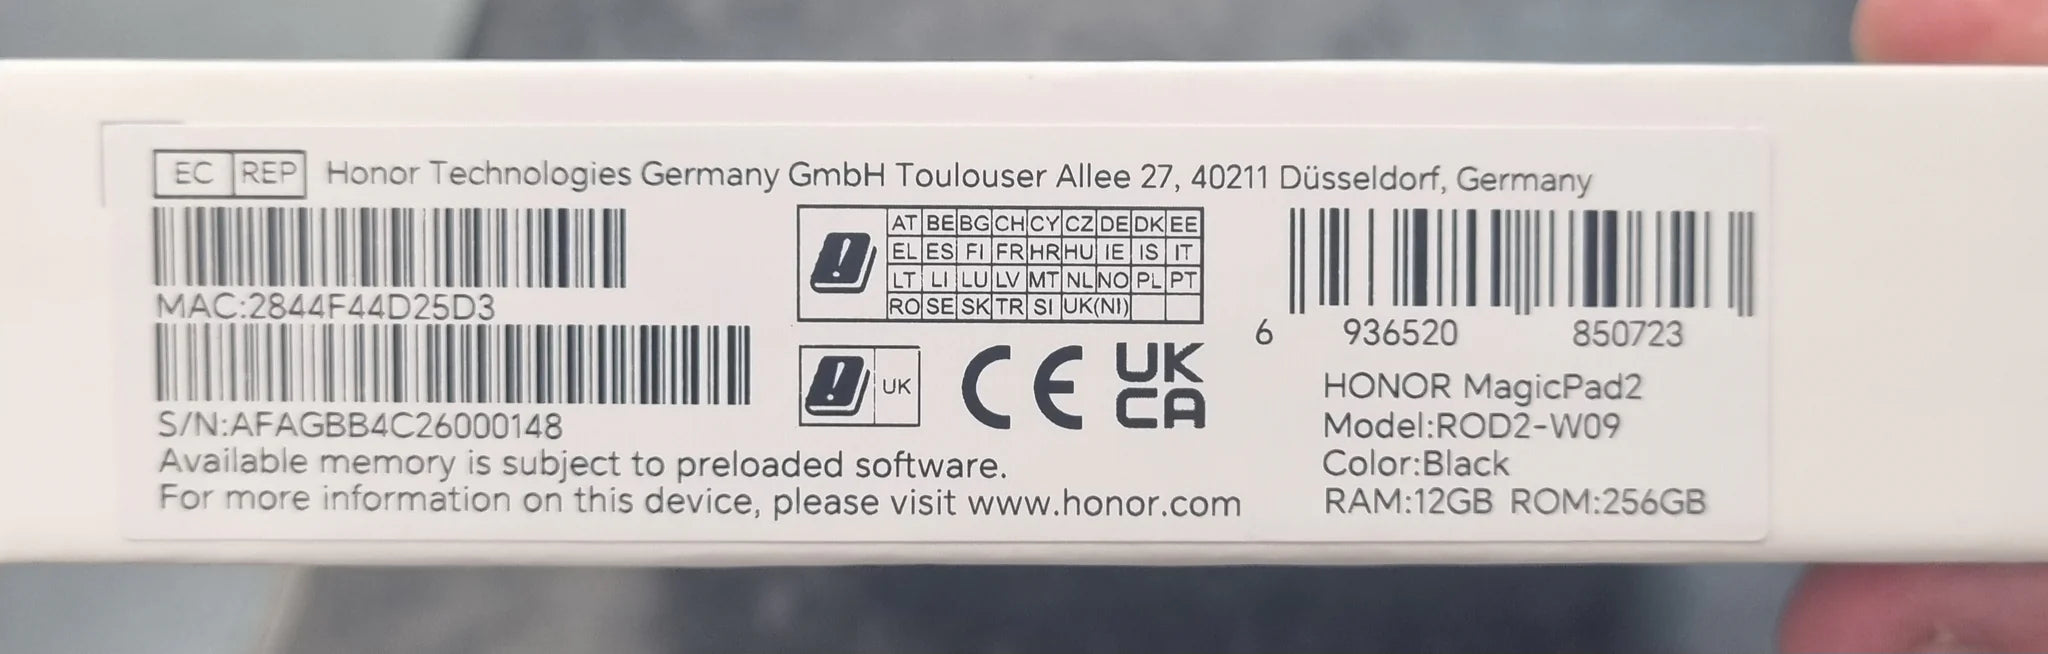 EC REP Honor Technologies Germany GmbH Toulouser Allee 27, 40211 Düsseldorf, Germany
MAC:2844F44D25D3
S/N:AFAGBB4C26000148
AT BE BG CH CY CZ DE DK EE
EL ES FI FR HR HU IE IS IT
LT LI LU LV MT NL NO PL PT
RO SE SK TR SI UK(NI)
UK
CE
UK
CA
6 936520 850723
HONOR MagicPad2
Model:ROD2-W09
Color:Black
RAM:12GB ROM:256GB
Available memory is subject to preloaded software.
For more information on this device, please visit www.honor.com